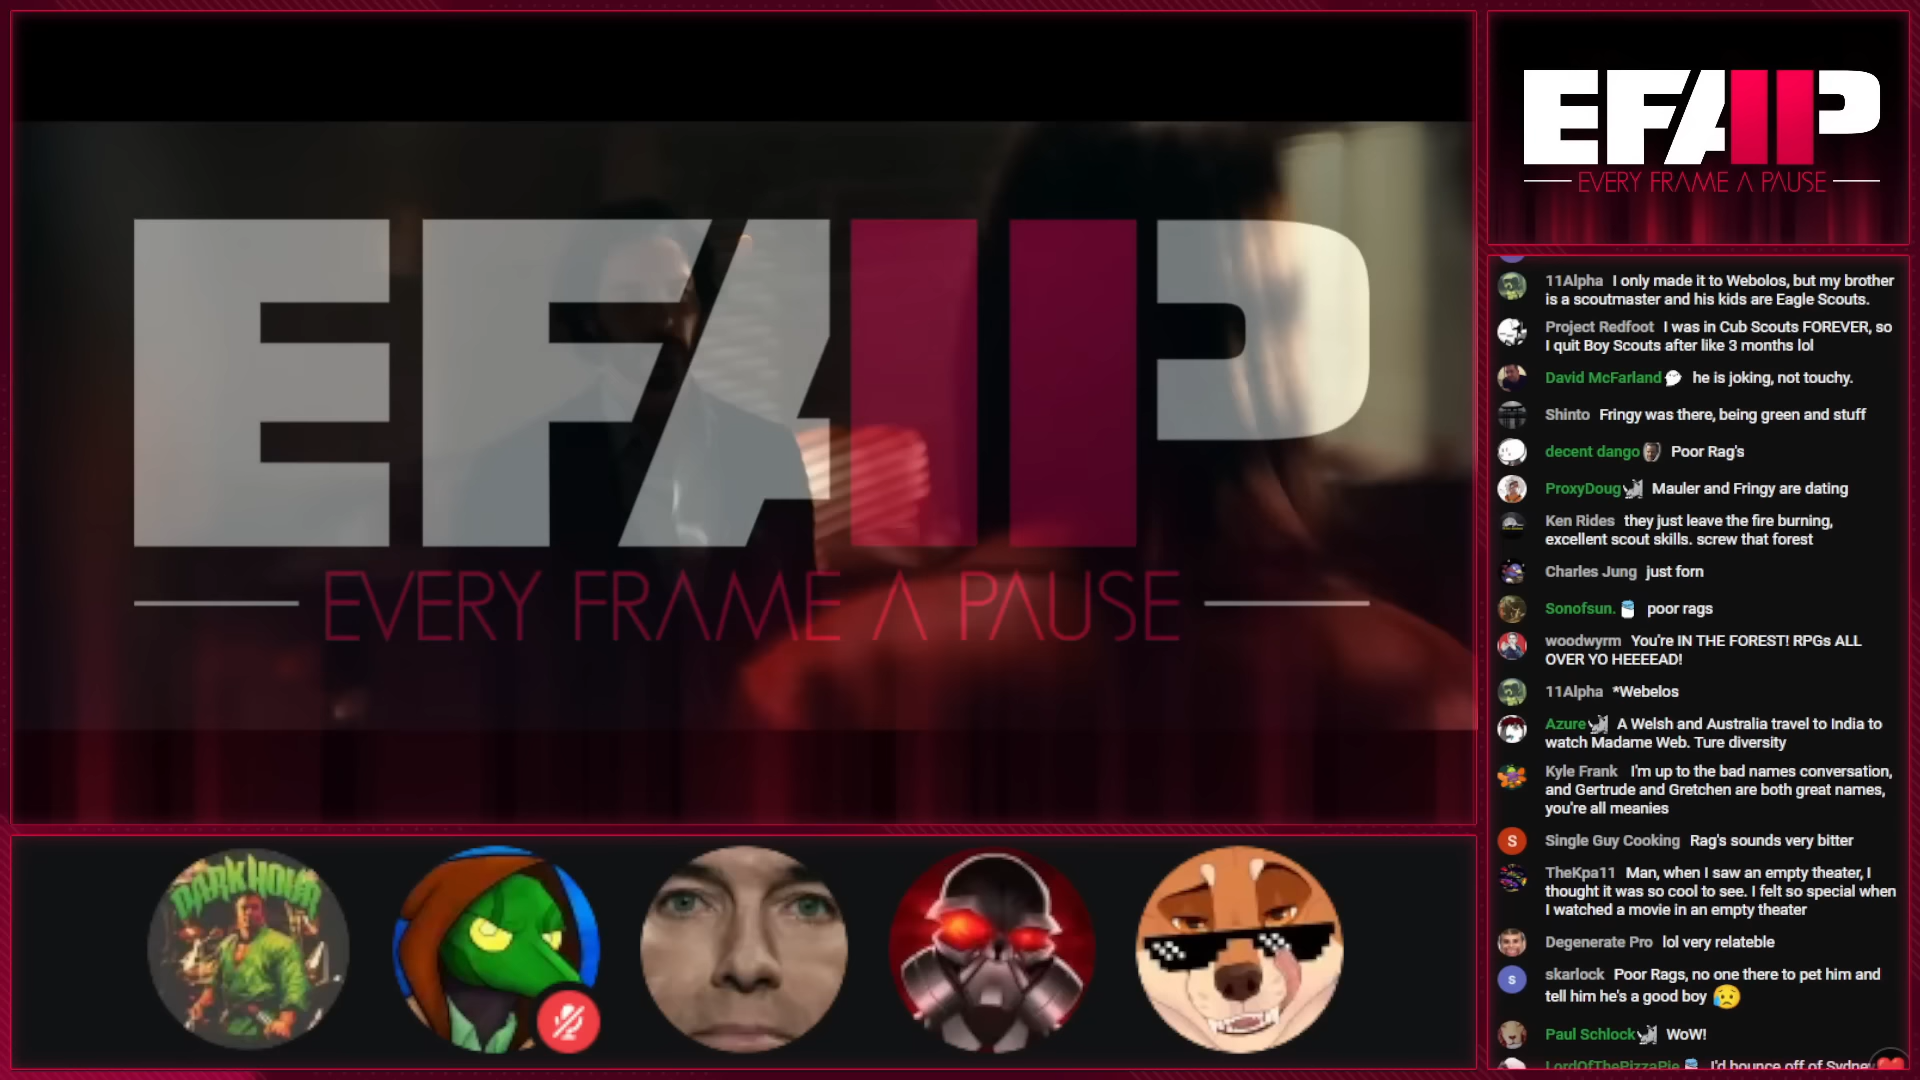 EFAP
EVERY FRAME A PAUSE
EFAP
EVERY FRAME A PAUSE
11Alpha I only made it to Webolos, but my brother
is a scoutmaster and his kids are Eagle Scouts.
Project Redfoot I was in Cub Scouts FOREVER, so
I quit Boy Scouts after like 3 months lol
David McFarland he is joking, not touchy.
Shinto Fringy was there, being green and stuff
decent dango Poor Rag's
ProxyDoug Mauler and Fringy are dating
Ken Rides they just leave the fire burning,
excellent scout skills. screw that forest
Charles Jung just forn
Sonofsun. poor rags
woodwyrm You're IN THE FOREST! RPGs ALL
OVER YO HEEEEAD!
11Alpha *Webelos
Azure A Welsh and Australia travel to India to
watch Madame Web. Ture diversity
Kyle Frank I'm up to the bad names conversation,
and Gertrude and Gretchen are both great names,
you're all meanies
S Single Guy Cooking Rag's sounds very bitter
TheKpa11 Man, when I saw an empty theater, I
thought it was so cool to see. I felt so special when
I watched a movie in an empty theater
Degenerate Pro lol very relateble
s skarlock Poor Rags, no one there to pet him and
tell him he's a good boy 😥
Paul Schlock WoW!
LordOfThePizzaPie I'd bounce off of Sydney
DARK HOUR